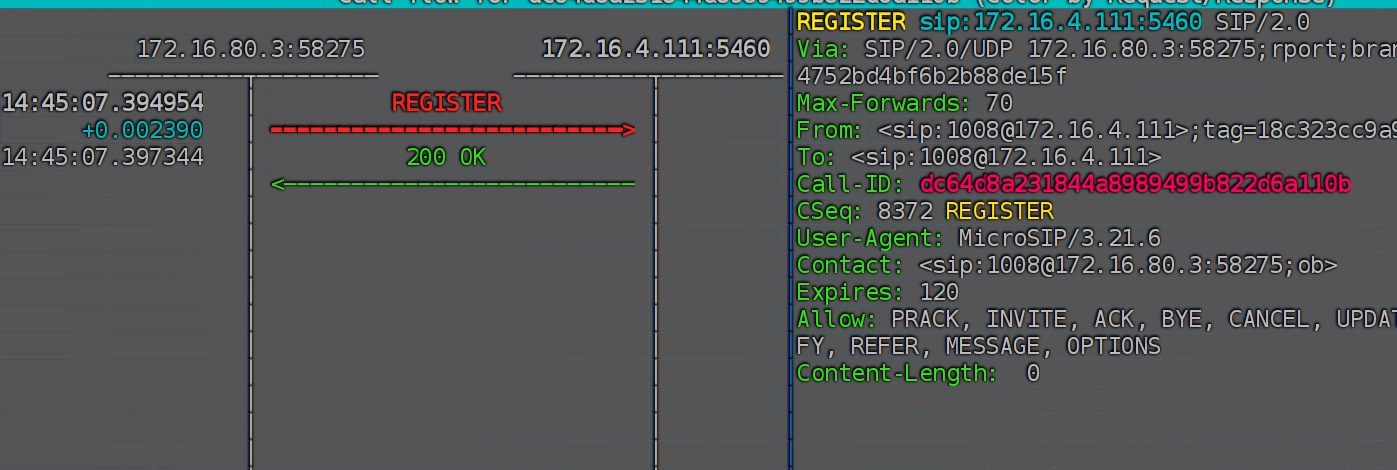 172.16.80.3:58275 172.16.4.111:5460
14:45:07.394954 REGISTER
+0.002390
14:45:07.397344 200 OK
REGISTER sip:172.16.4.111:5460 SIP/2.0
Via: SIP/2.0/UDP 172.16.80.3:58275;rport;bran
4752bd4bf6b2b88de15f
Max-Forwards: 70
From: <sip:1008@172.16.4.111>;tag=18c323cc9a9
To: <sip:1008@172.16.4.111>
Call-ID: dc64d8a231844a8989499b822d6a110b
CSeq: 8372 REGISTER
User-Agent: MicroSIP/3.21.6
Contact: <sip:1008@172.16.80.3:58275;ob>
Expires: 120
Allow: PRACK, INVITE, ACK, BYE, CANCEL, UPDAT
FY, REFER, MESSAGE, OPTIONS
Content-Length: 0